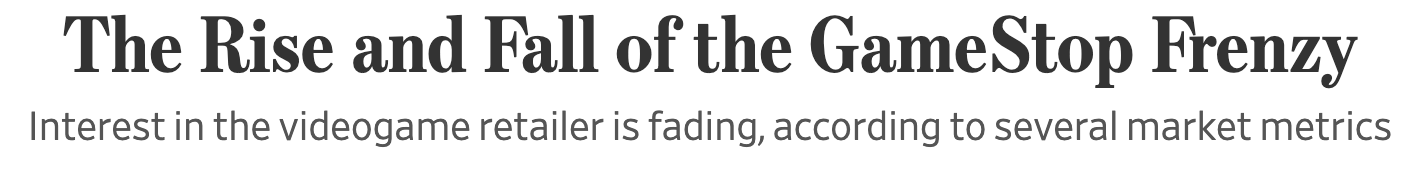 The Rise and Fall of the GameStop Frenzy
Interest in the videogame retailer is fading, according to several market metrics